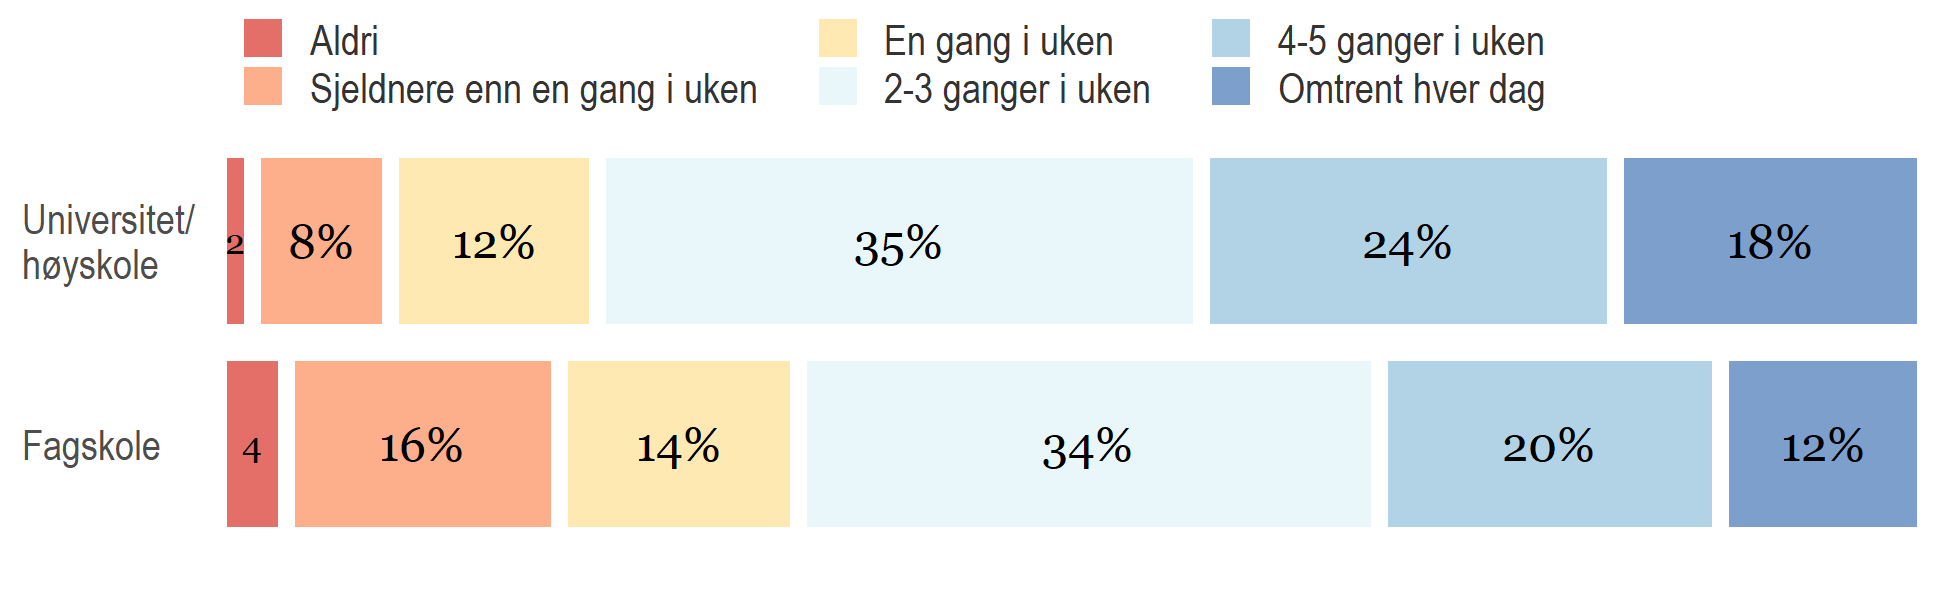 Aldri
Sjeldnere enn en gang i uken
En gang i uken
2-3 ganger i uken
4-5 ganger i uken
Omtrent hver dag
Universitet/
høyskole
2
8%
12%
35%
24%
18%
Fagskole
4
16%
14%
34%
20%
12%